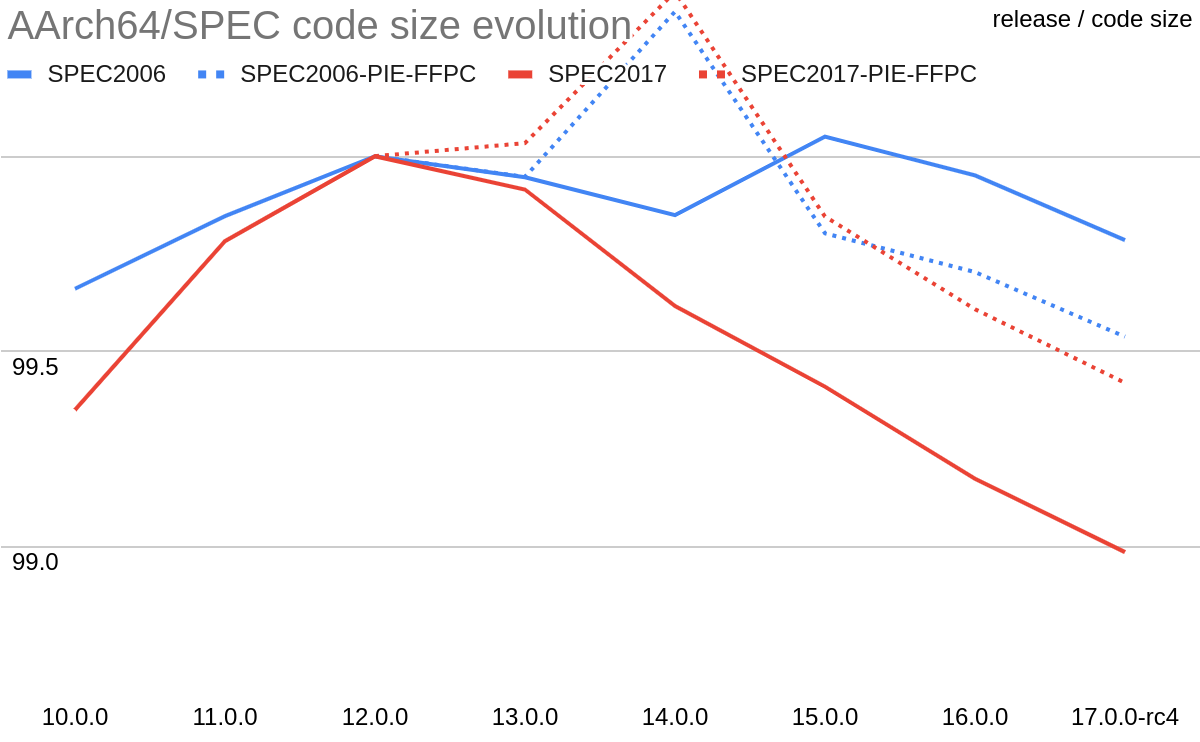 AArch64/SPEC code size evolution
release / code size
SPEC2006 SPEC2006-PIE-FFPC SPEC2017 SPEC2017-PIE-FFPC
99.5
99.0
10.0.0 11.0.0 12.0.0 13.0.0 14.0.0 15.0.0 16.0.0 17.0.0-rc4